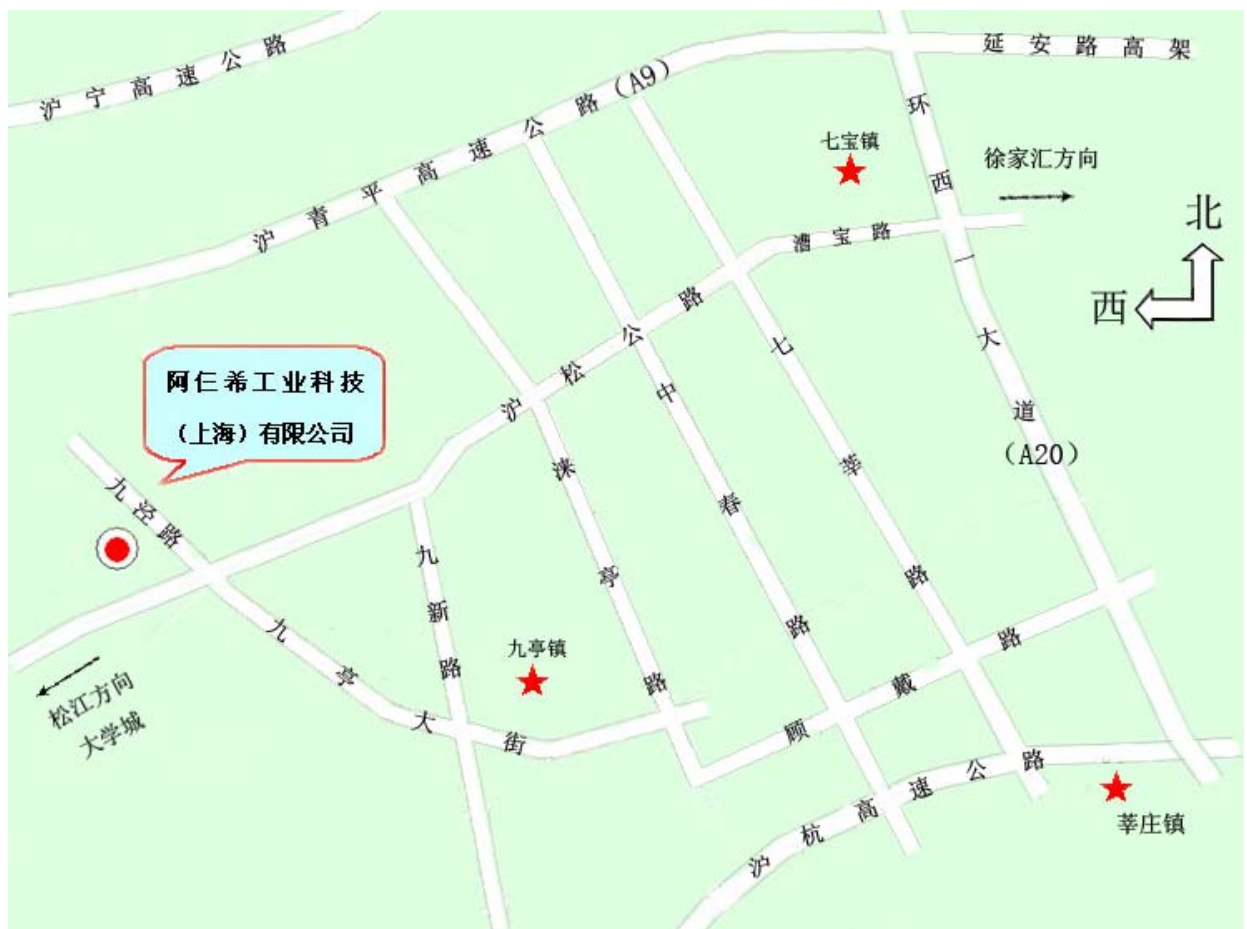 沪宁高速公路
延安路高架
沪青平高速公路(A9)
环西一大道
(A20)
七宝镇
徐家汇方向
北
西
漕宝路
沪松公路
七莘路
中春路
涞亭路
阿仨希工业科技
（上海）有限公司
九泾路
九新路
九亭大街
九亭镇
顾戴路
松江方向
大学城
沪杭高速公路
莘庄镇